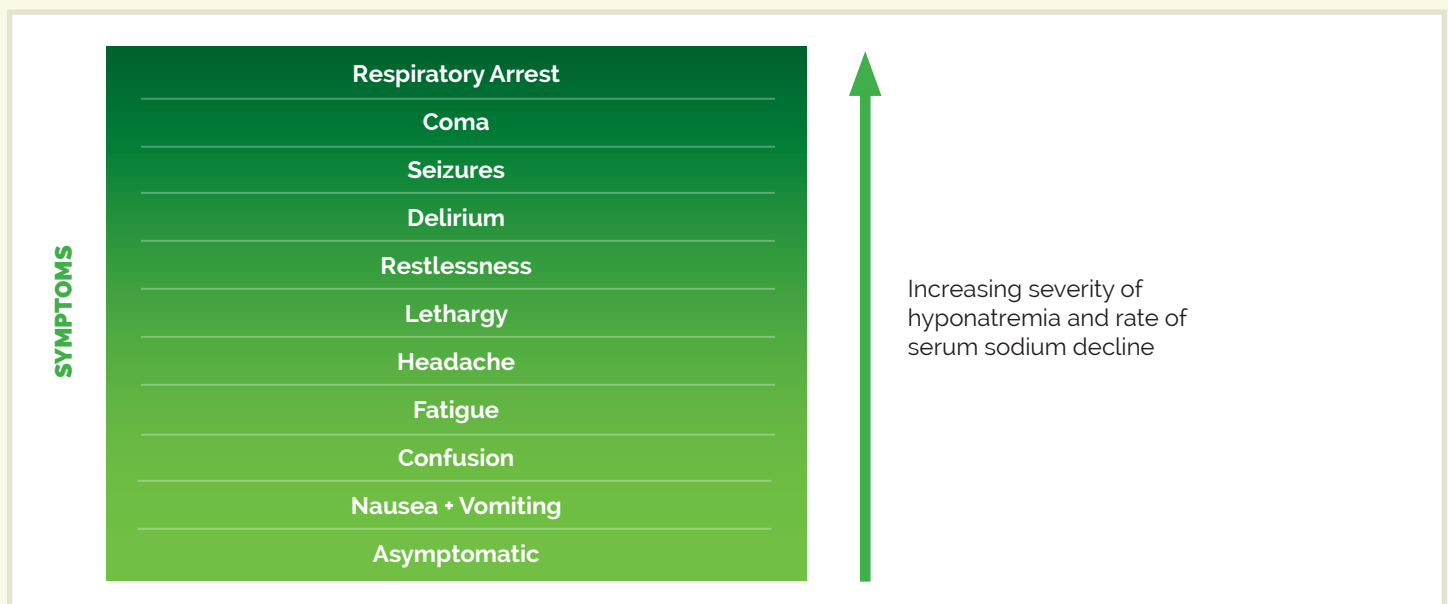 SYMPTOMS
Respiratory Arrest
Coma
Seizures
Delirium
Restlessness
Lethargy
Headache
Fatigue
Confusion
Nausea + Vomiting
Asymptomatic
Increasing severity of
hyponatremia and rate of
serum sodium decline